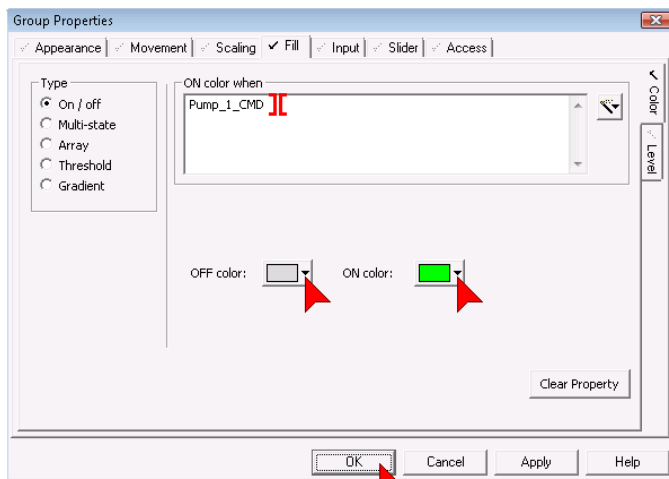 Group Properties
Appearance Movement Scaling Fill Input Slider Access
Type
On / off
Multi-state
Array
Threshold
Gradient
ON color when
Pump_1_CMD
Color
Level
OFF color:
ON color:
Clear Property
OK Cancel Apply Help